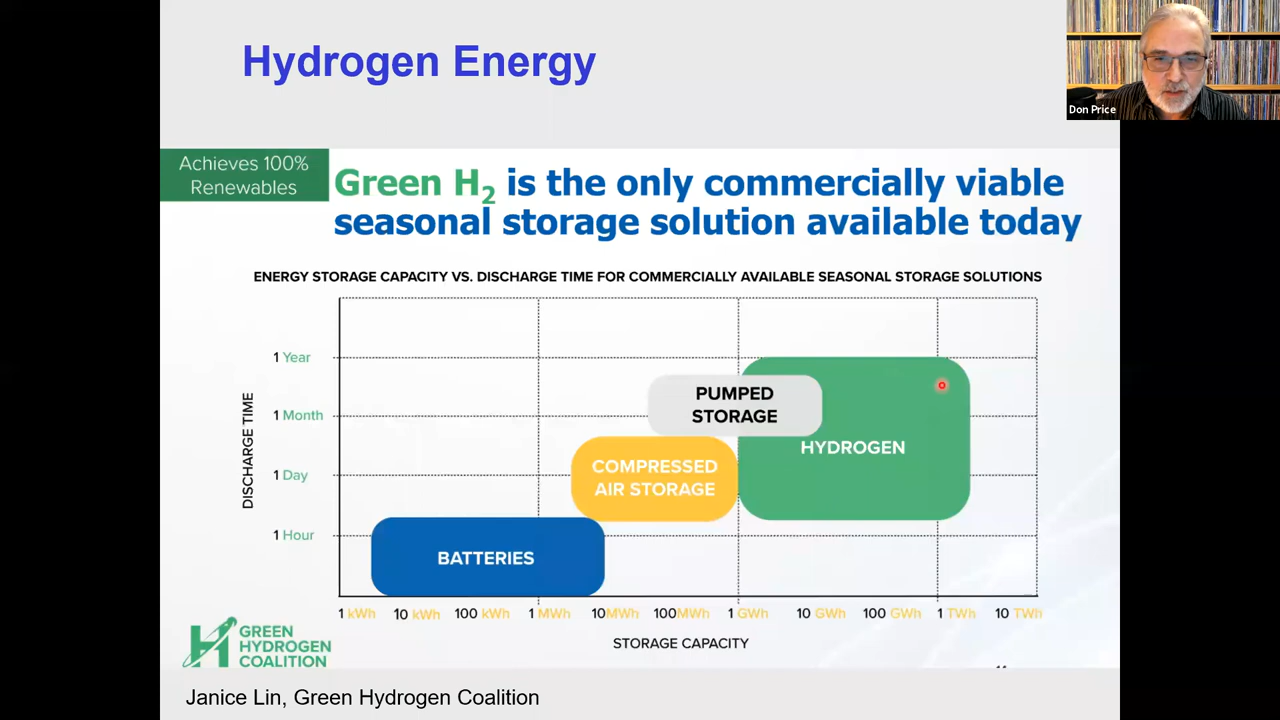 Hydrogen Energy
Don Price
Achieves 100%
Renewables
Green H₂ is the only commercially viable
seasonal storage solution available today
ENERGY STORAGE CAPACITY VS. DISCHARGE TIME FOR COMMERCIALLY AVAILABLE SEASONAL STORAGE SOLUTIONS
DISCHARGE TIME
1 Year
1 Month
1 Day
1 Hour
PUMPED
STORAGE
HYDROGEN
COMPRESSED
AIR STORAGE
BATTERIES
1 kWh 10 kWh 100 kWh 1 MWh 10MWh 100MWh 1 GWh 10 GWh 100 GWh 1 TWh 10 TWh
STORAGE CAPACITY
GREEN
HYDROGEN
COALITION
Janice Lin, Green Hydrogen Coalition